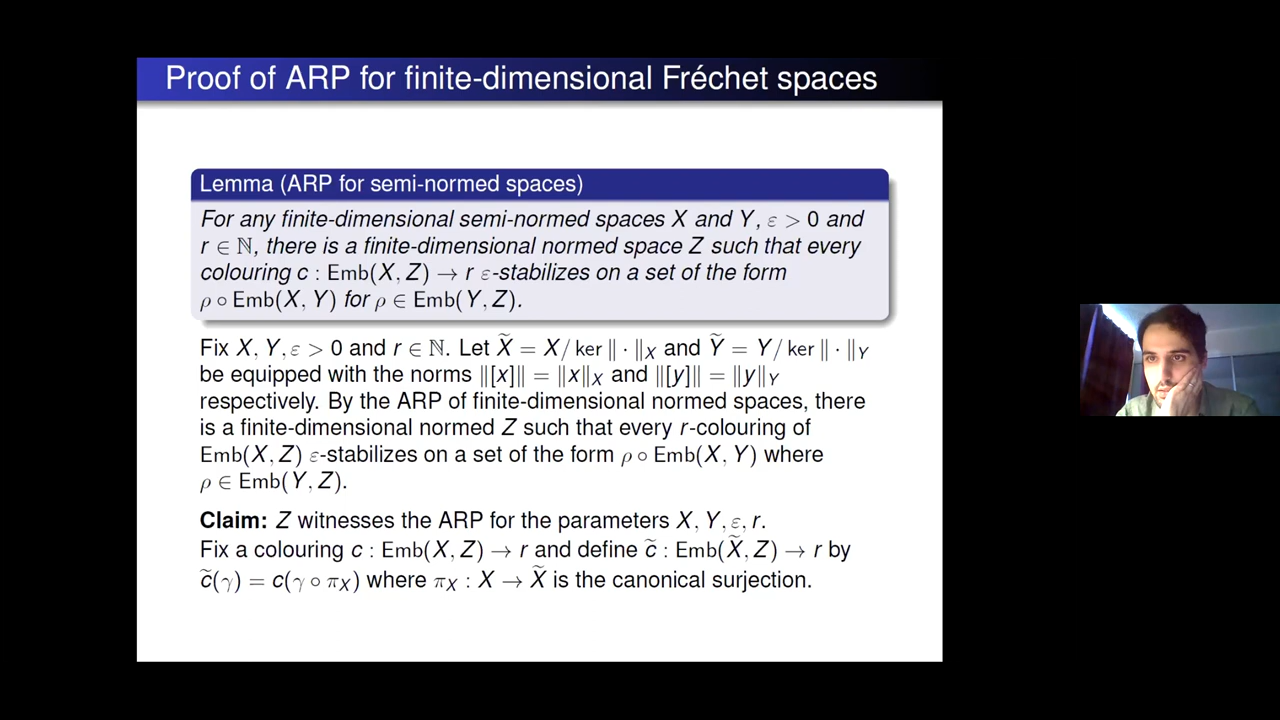 Proof of ARP for finite-dimensional Fréchet spaces
Lemma (ARP for semi-normed spaces)
For any finite-dimensional semi-normed spaces X and Y, ε > 0 and
r ∈ ℕ, there is a finite-dimensional normed space Z such that every
colouring c : Emb(X, Z) → r ε-stabilizes on a set of the form
ρ ∘ Emb(X, Y) for ρ ∈ Emb(Y, Z).
Fix X, Y, ε > 0 and r ∈ ℕ. Let X̃ = X/ ker ‖ · ‖_X and Ỹ = Y/ ker ‖ · ‖_Y
be equipped with the norms ‖[x]‖ = ‖x‖_X and ‖[y]‖ = ‖y‖_Y
respectively. By the ARP of finite-dimensional normed spaces, there
is a finite-dimensional normed Z such that every r-colouring of
Emb(X, Z) ε-stabilizes on a set of the form ρ ∘ Emb(X, Y) where
ρ ∈ Emb(Y, Z).
Claim: Z witnesses the ARP for the parameters X, Y, ε, r.
Fix a colouring c : Emb(X, Z) → r and define c̃ : Emb(X̃, Z) → r by
c̃(γ) = c(γ ∘ π_X) where π_X : X → X̃ is the canonical surjection.